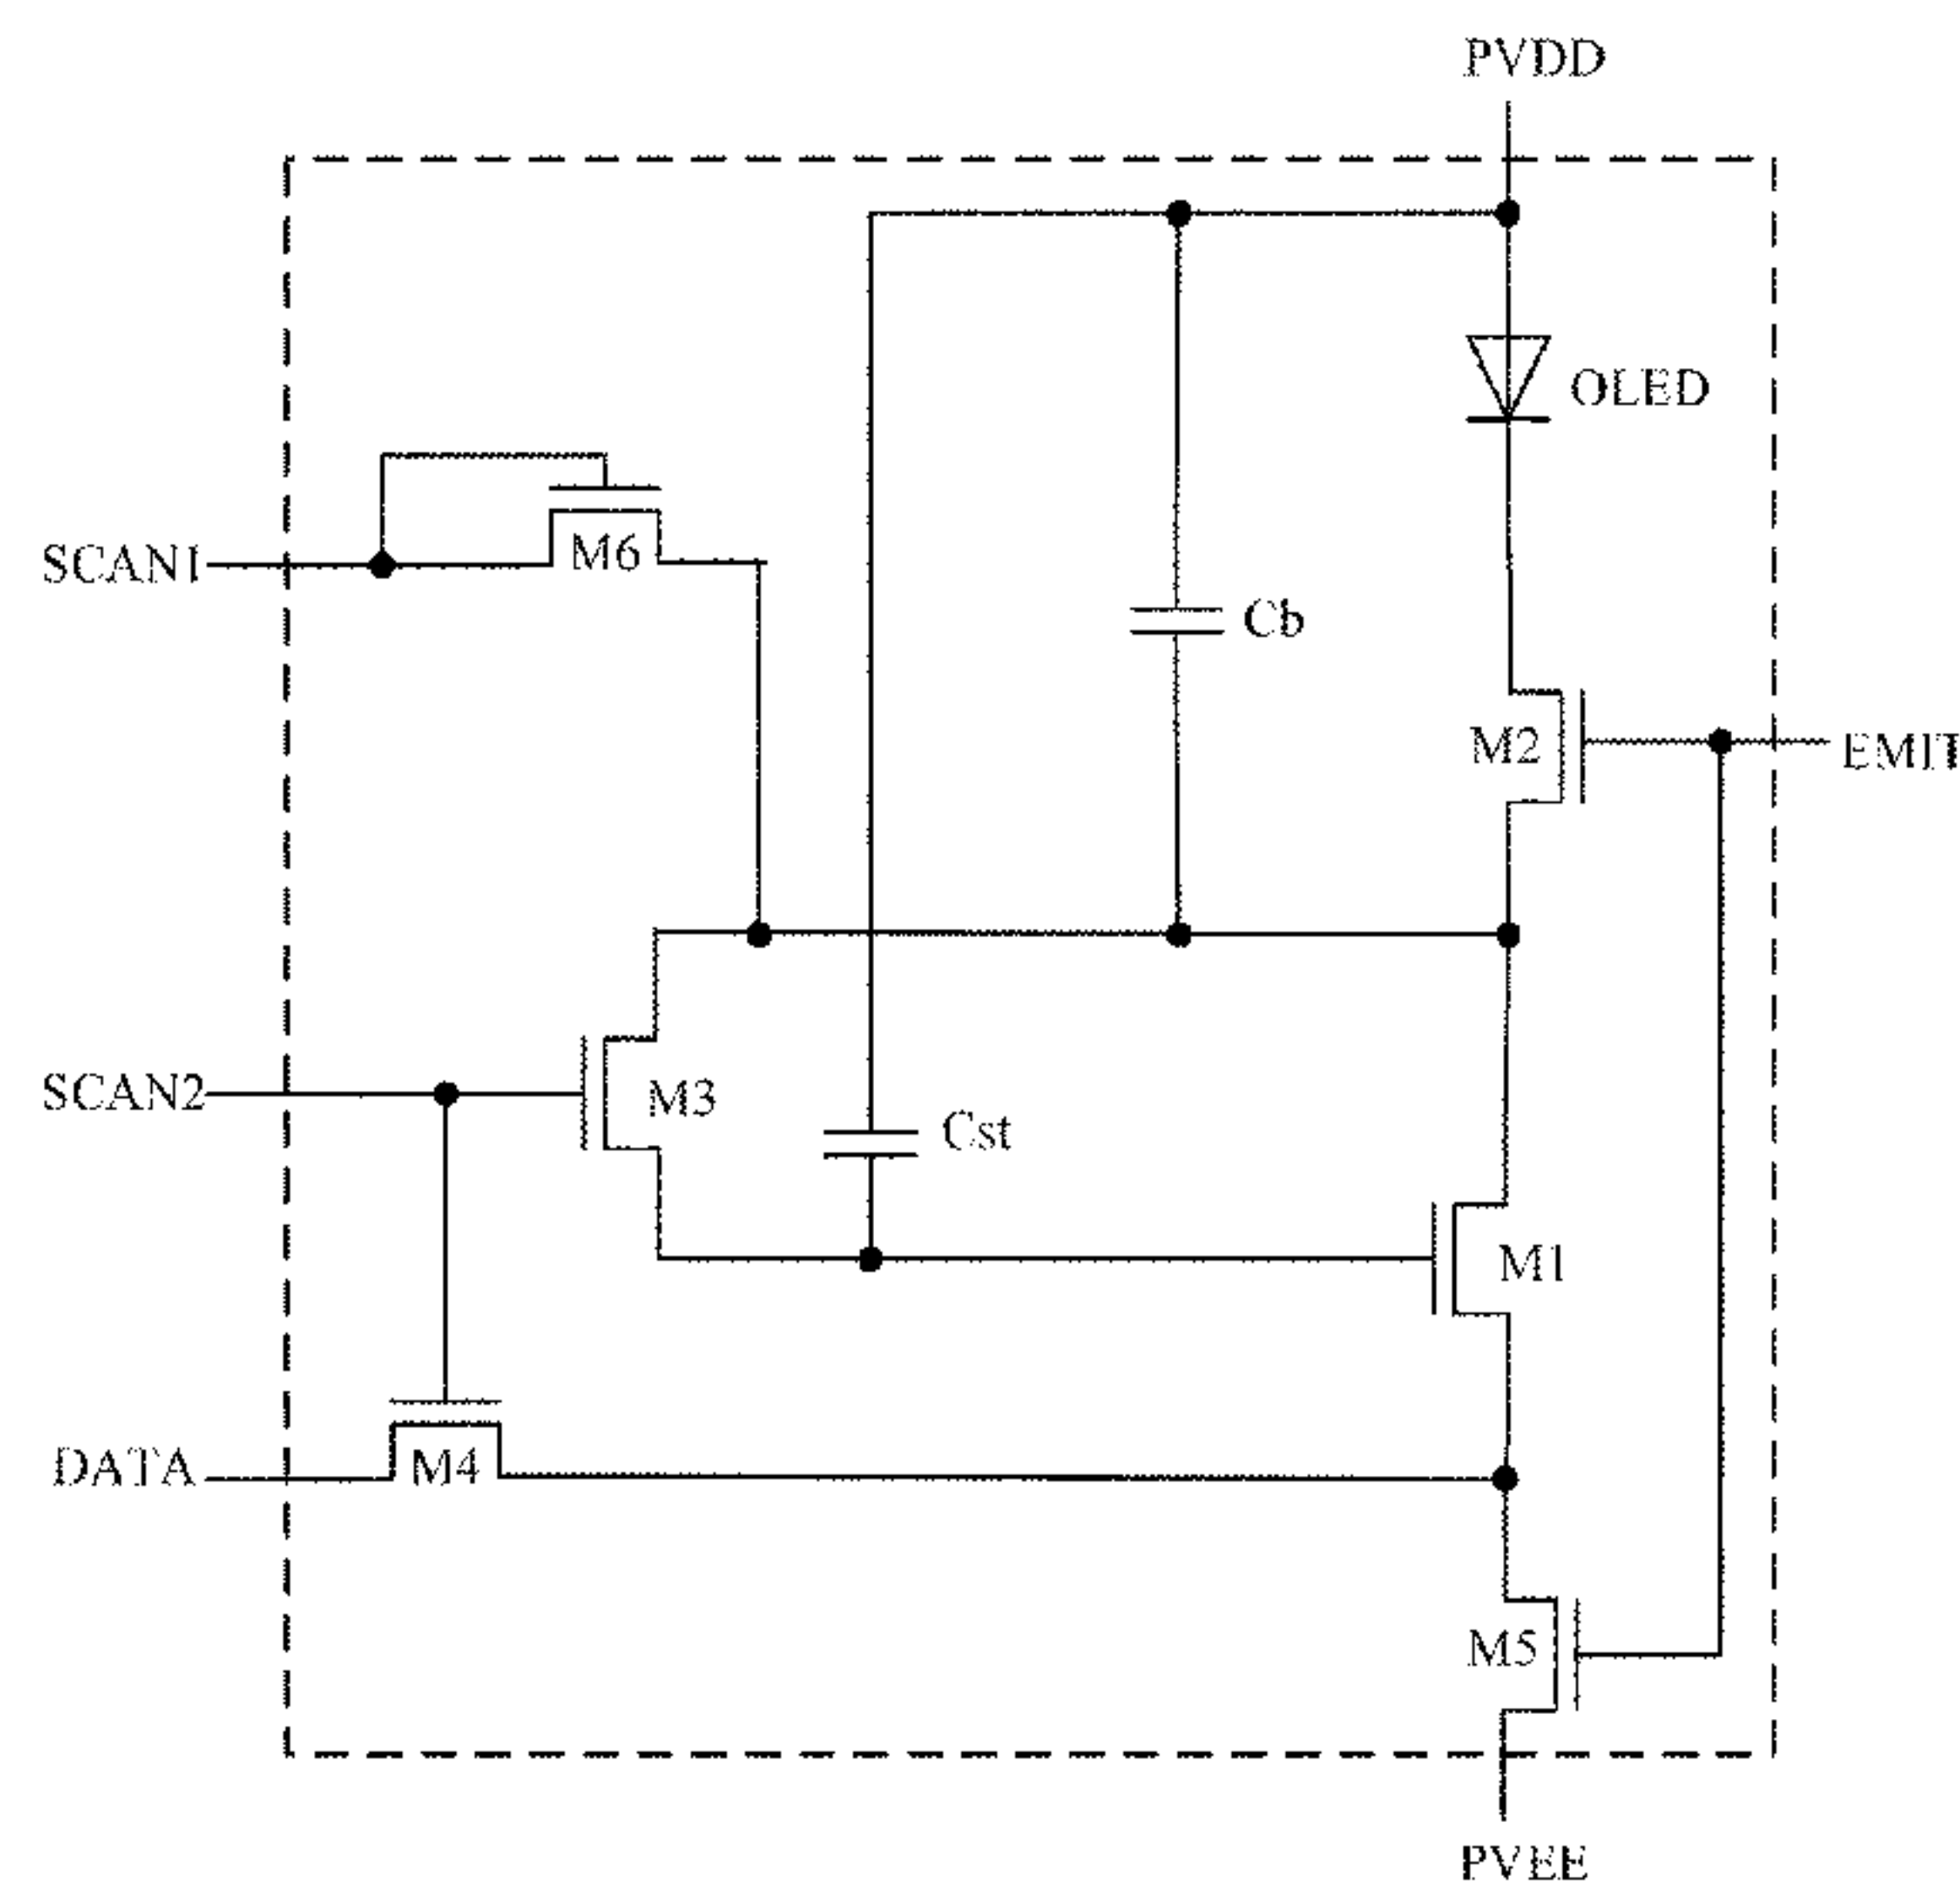 PVDD
OLED
SCAN1
M6
Cb
M2
EMIT
SCAN2
M3
Cst
M1
DATA
M4
M5
PVEE